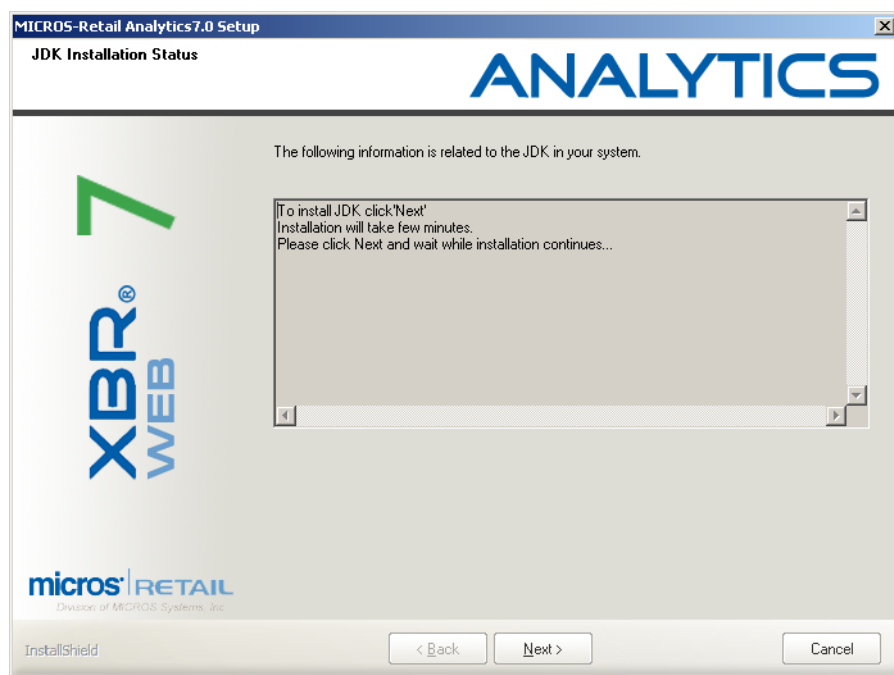 MICROS-Retail Analytics7.0 Setup
JDK Installation Status
ANALYTICS
The following information is related to the JDK in your system.
To install JDK click'Next'
Installation will take few minutes.
Please click Next and wait while installation continues...
XBR® 7
WEB
micros® RETAIL
Division of MICROS Systems, Inc
InstallShield
< Back
Next >
Cancel